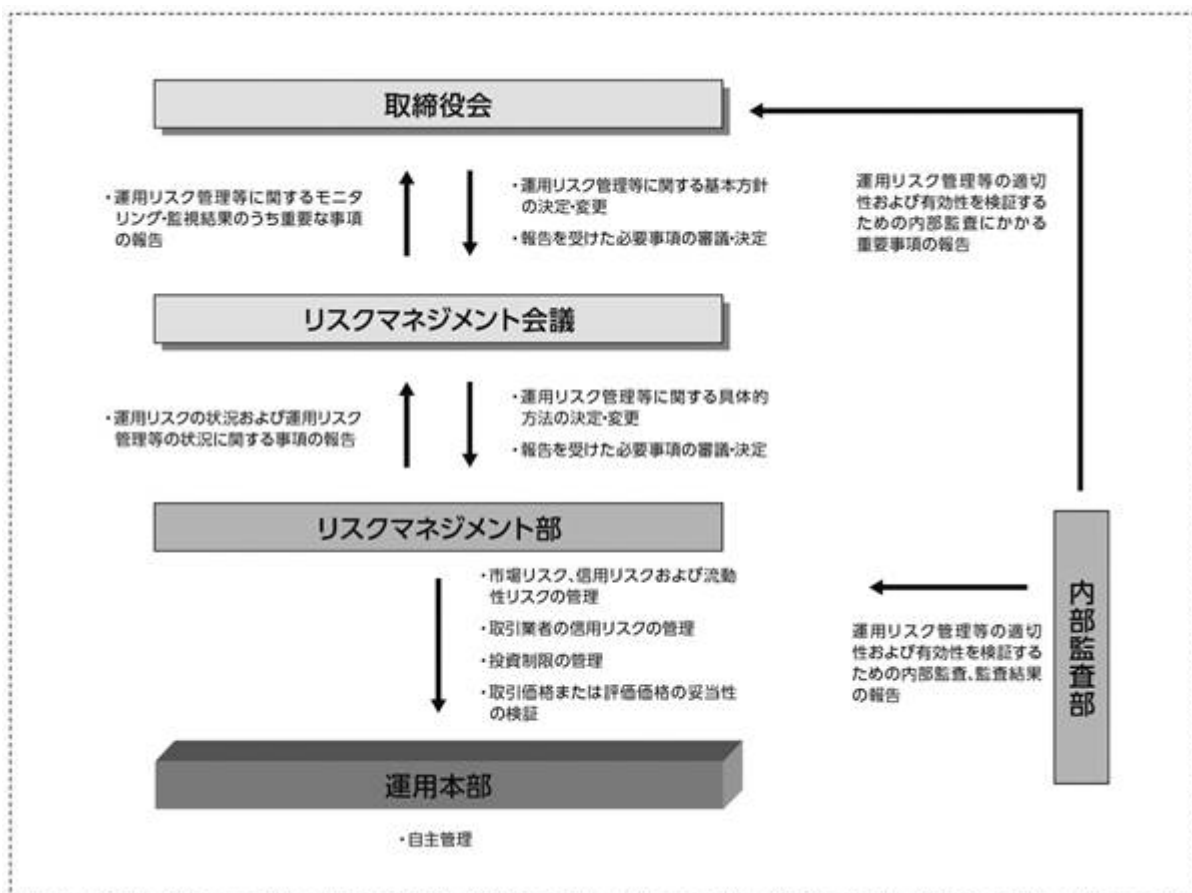 取締役会
・運用リスク管理等に関するモニタ
リング・監視結果のうち重要な事項
の報告
・運用リスク管理等に関する基本方針
の決定・変更
・報告を受けた必要事項の審議・決定
運用リスク管理等の適切
性および有効性を検証する
ための内部監査にかかる
重要事項の報告
リスクマネジメント会議
・運用リスクの状況および運用リスク
管理等の状況に関する事項の報告
・運用リスク管理等に関する具体的
方法の決定・変更
・報告を受けた必要事項の審議・決定
リスクマネジメント部
・市場リスク、信用リスクおよび流動
性リスクの管理
・取引業者の信用リスクの管理
・投資制限の管理
・取引価格または評価価格の妥当性
の検証
運用リスク管理等の適切
性および有効性を検証する
ための内部監査、監査結果
の報告
内部監査部
運用本部
・自主管理